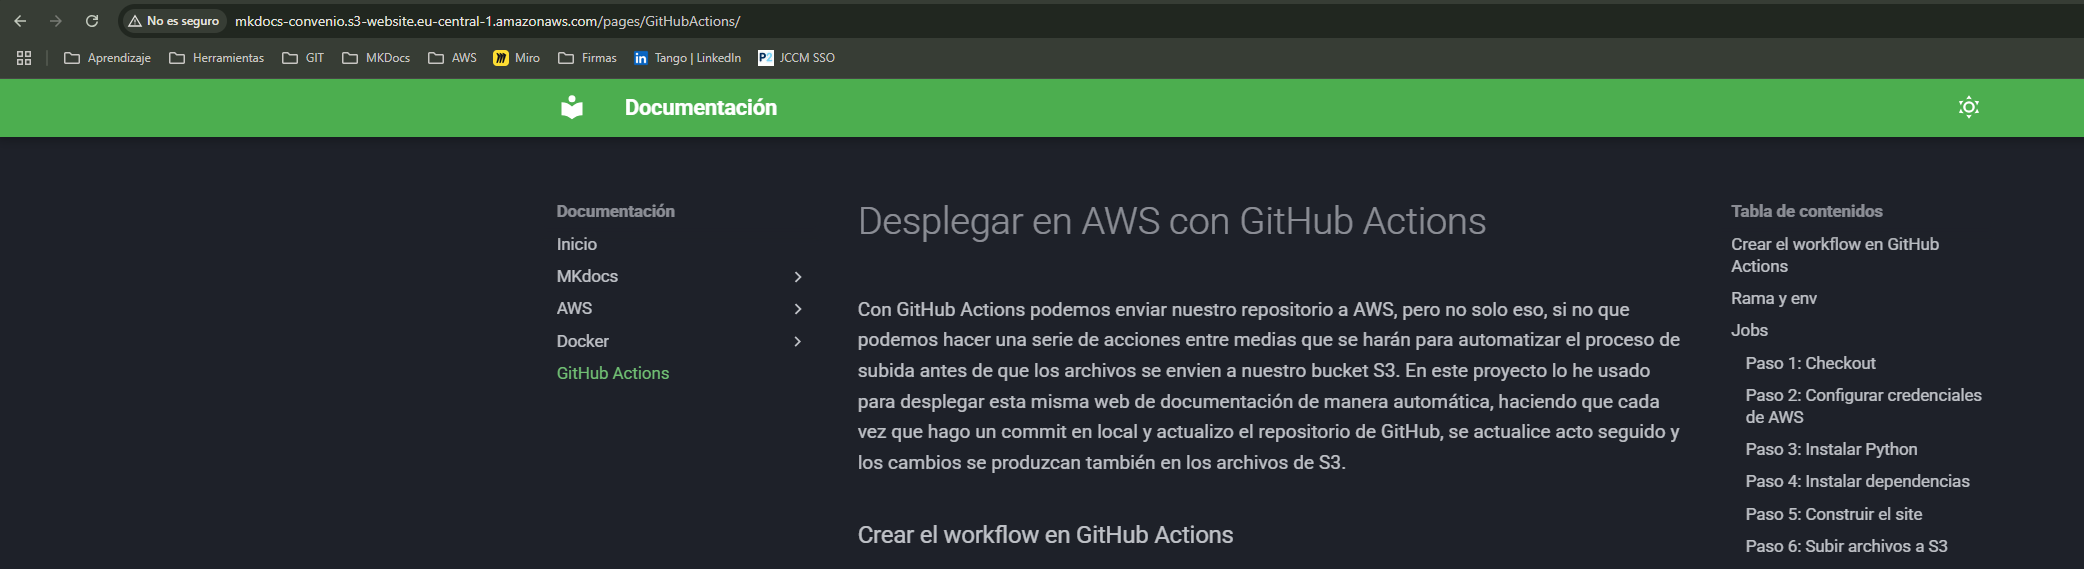 No es seguro
mkdocs-convenio.s3-website.eu-central-1.amazonaws.com/pages/GitHubActions/
Aprendizaje
Herramientas
GIT
MKDocs
AWS
Miro
Firmas
in
Tango | LinkedIn
JCCM SSO
Documentación
Documentación
Inicio
MKdocs
AWS
Docker
GitHub Actions
Desplegar en AWS con GitHub Actions
Con GitHub Actions podemos enviar nuestro repositorio a AWS, pero no solo eso, si no que
podemos hacer una serie de acciones entre medias que se harán para automatizar el proceso de
subida antes de que los archivos se envien a nuestro bucket S3. En este proyecto lo he usado
para desplegar esta misma web de documentación de manera automática, haciendo que cada
vez que hago un commit en local y actualizo el repositorio de GitHub, se actualice acto seguido y
los cambios se produzcan también en los archivos de S3.
Crear el workflow en GitHub Actions
Tabla de contenidos
Crear el workflow en GitHub
Actions
Rama y env
Jobs
Paso 1: Checkout
Paso 2: Configurar credenciales
de AWS
Paso 3: Instalar Python
Paso 4: Instalar dependencias
Paso 5: Construir el site
Paso 6: Subir archivos a S3